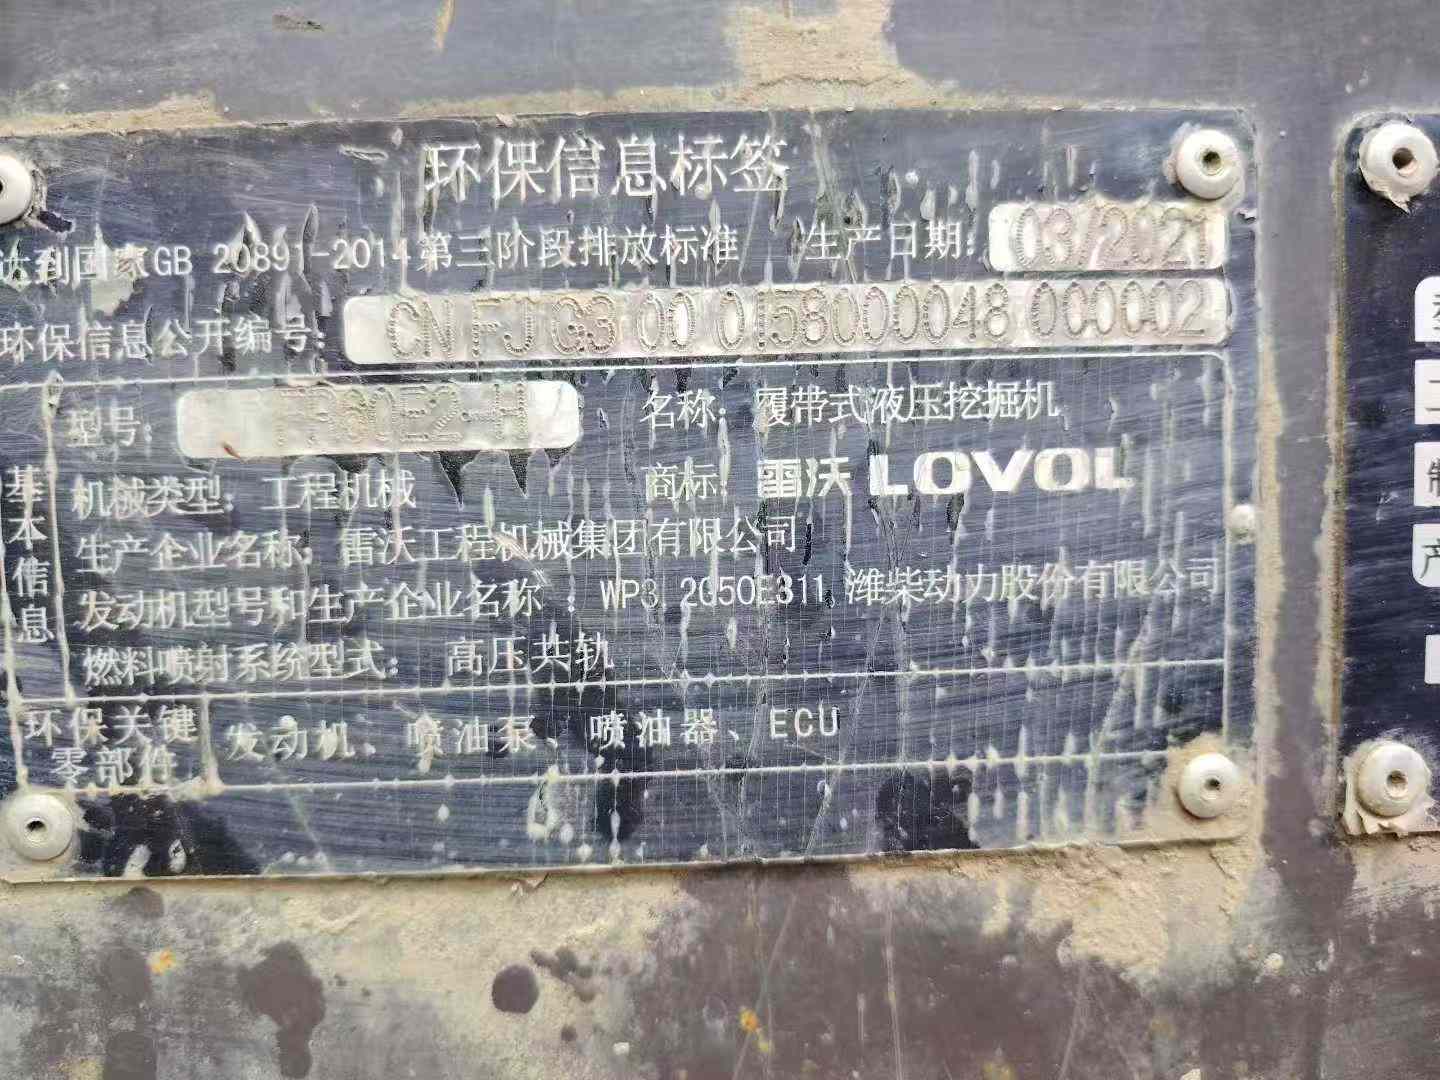 环保信息标签
达到国家GB 20891-2014第三阶段排放标准 生产日期: 03/2021
环保信息公开编号: CN FJ G3 00 0158000048 000002
型号: 名称: 履带式液压挖掘机
机械类型: 工程机械 商标: 雷沃 LOVOL
生产企业名称: 雷沃工程机械集团有限公司
发动机型号和生产企业名称: WP3.2G50E311 潍柴动力股份有限公司
燃料喷射系统型式: 高压共轨
基本信息
环保关键零部件 发动机、喷油泵、喷油器、ECU